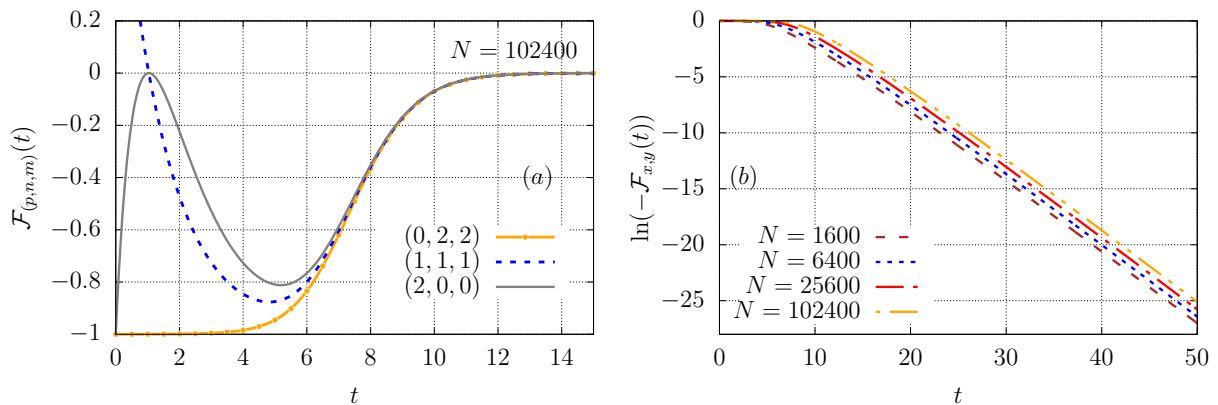 0.2
0
−0.2
−0.4
−0.6
−0.8
−1
0 2 4 6 8 10 12 14
t
F(p,n,m)(t)
N = 102400
(a)
(0, 2, 2)
(1, 1, 1)
(2, 0, 0)
0
−5
−10
−15
−20
−25
0 10 20 30 40 50
t
ln(−Fx,y(t))
(b)
N = 1600
N = 6400
N = 25600
N = 102400